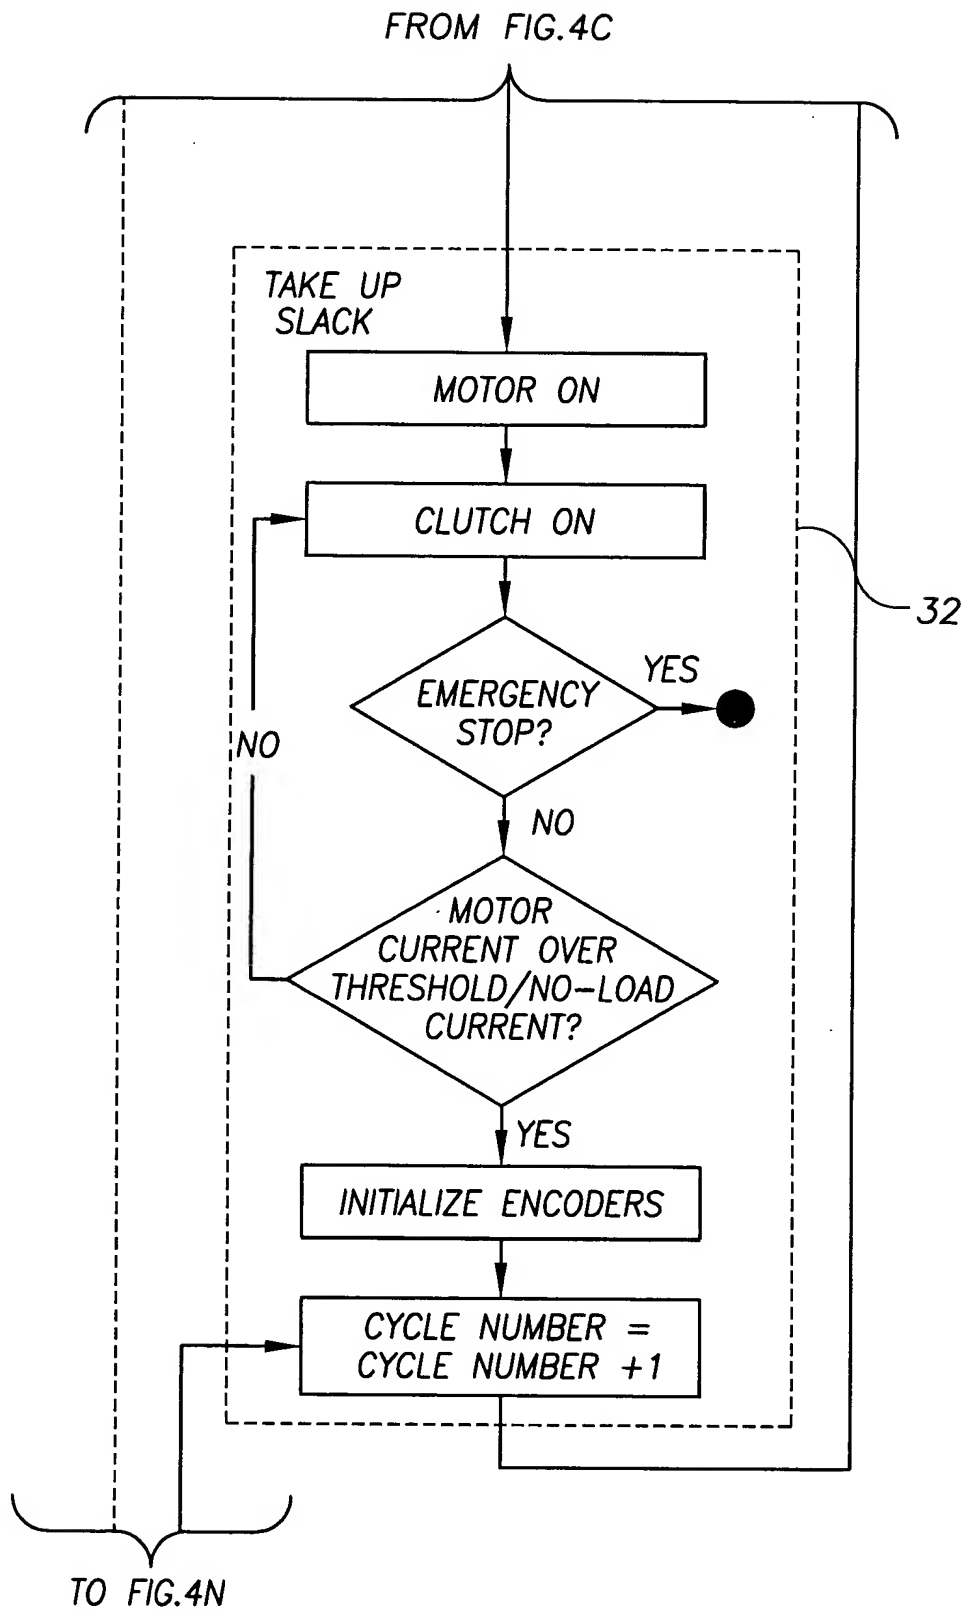 FROM FIG.4C
TAKE UP
SLACK
MOTOR ON
CLUTCH ON
32
EMERGENCY
STOP?
YES
NO
NO
MOTOR
CURRENT OVER
THRESHOLD/NO-LOAD
CURRENT?
YES
INITIALIZE ENCODERS
CYCLE NUMBER =
CYCLE NUMBER +1
TO FIG.4N